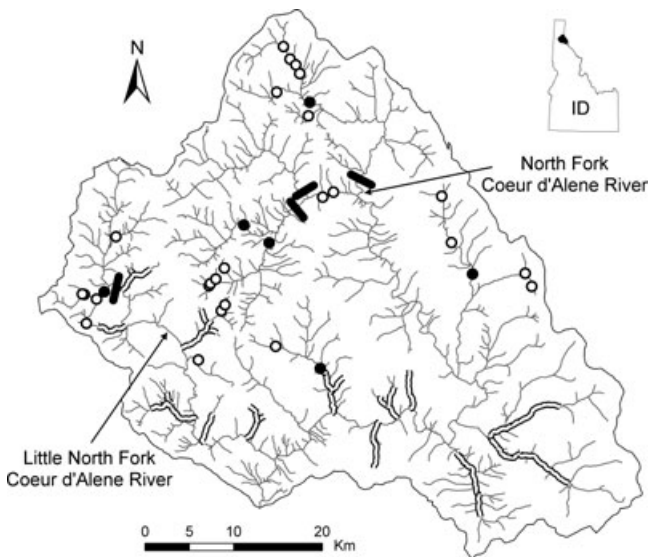 N
ID
North Fork
Coeur d'Alene River
Little North Fork
Coeur d'Alene River
0 5 10 20
Km